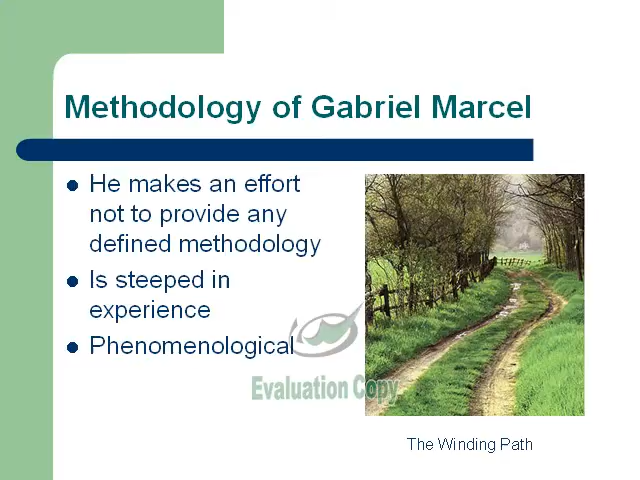 Methodology of Gabriel Marcel
He makes an effort
not to provide any
defined methodology
Is steeped in
experience
Phenomenological
Evaluation Copy
The Winding Path